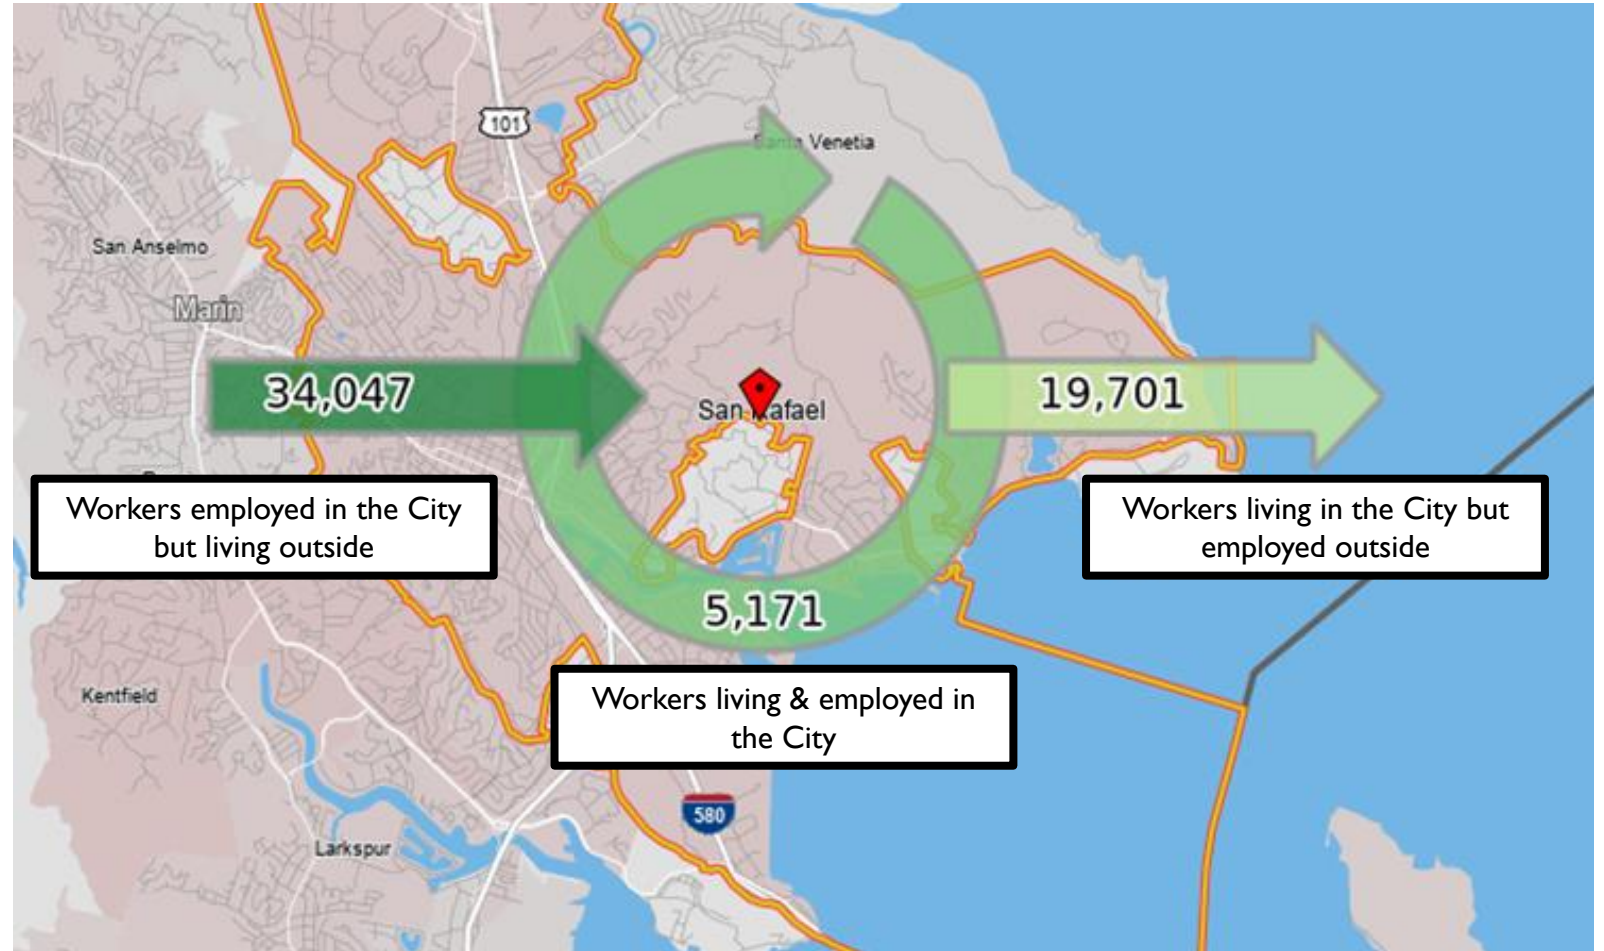 101
Santa Venetia
San Anselmo
Marin
34,047
19,701
San Rafael
Workers employed in the City
but living outside
Workers living in the City but
employed outside
5,171
Workers living & employed in
the City
Kentfield
580
Larkspur